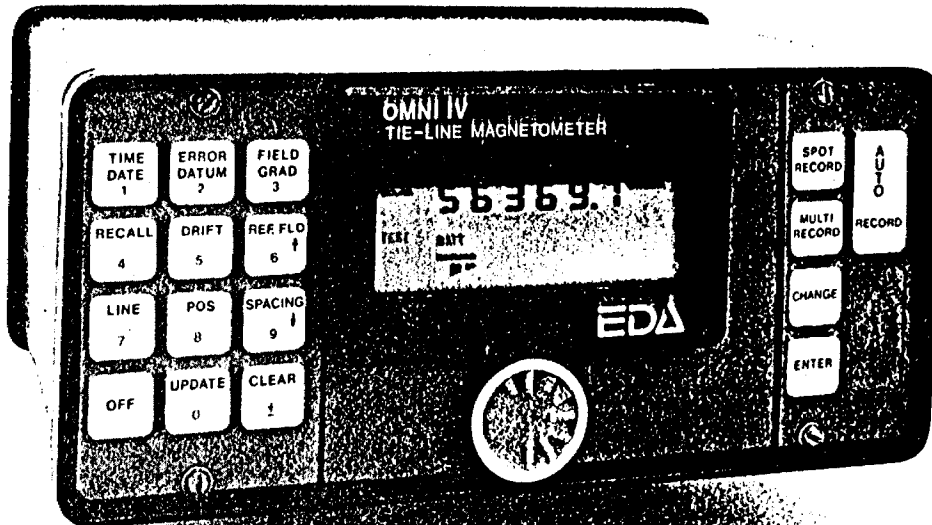 OMNI IV
TIE-LINE MAGNETOMETER
56369.1
BATT
EDA
TIME
DATE
1
ERROR
DATUM
2
FIELD
GRAD
3
RECALL
4
DRIFT
5
REF. FLD
6
LINE
7
POS
8
SPACING
9
OFF
UPDATE
0
CLEAR
±
SPOT
RECORD
MULTI
RECORD
CHANGE
ENTER
AUTO
RECORD